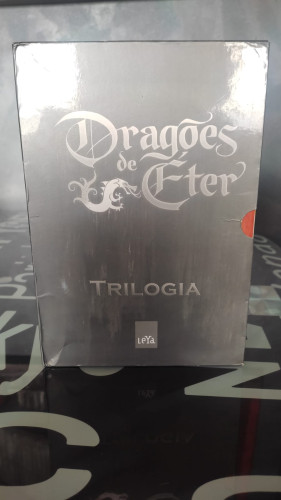 Dragões
de
Éter
TRILOGIA
LeYa